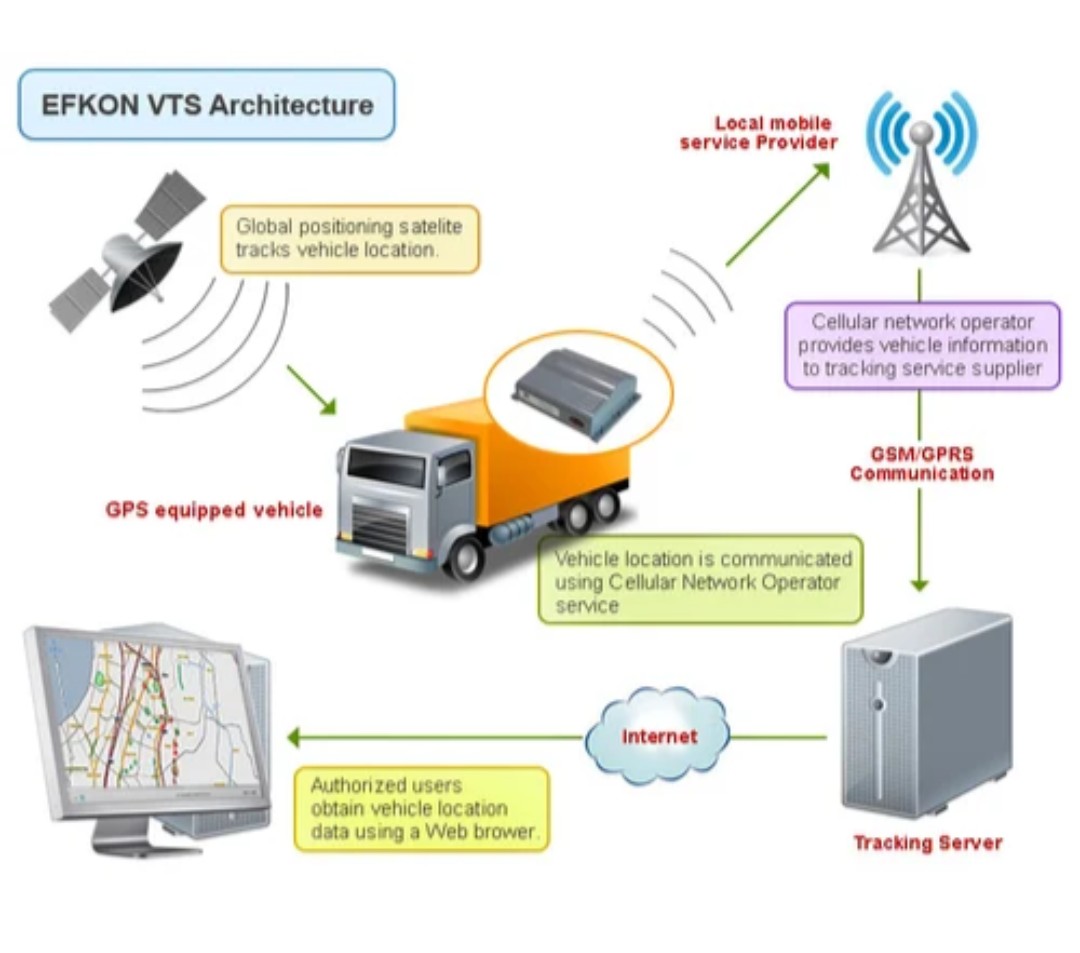 EFKON VTS Architecture
Local mobile
service Provider
Global positioning satelite
tracks vehicle location.
Cellular network operator
provides vehicle information
to tracking service supplier
GSM/GPRS
Communication
GPS equipped vehicle
Vehicle location is communicated
using Cellular Network Operator
service
Internet
Authorized users
obtain vehicle location
data using a Web brower.
Tracking Server